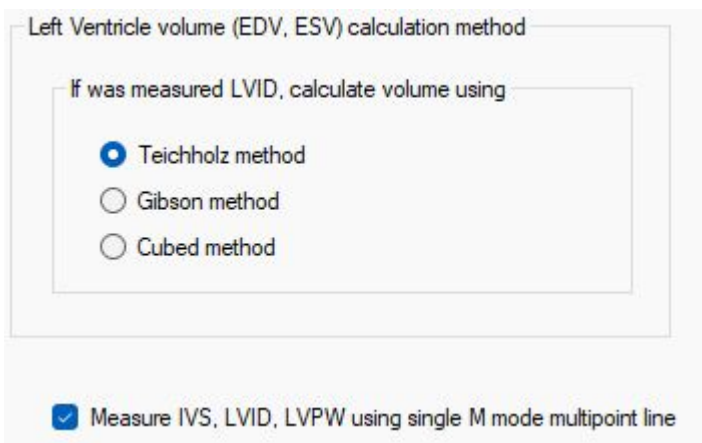 Left Ventricle volume (EDV, ESV) calculation method
If was measured LVID, calculate volume using
Teichholz method
Gibson method
Cubed method
Measure IVS, LVID, LVPW using single M mode multipoint line